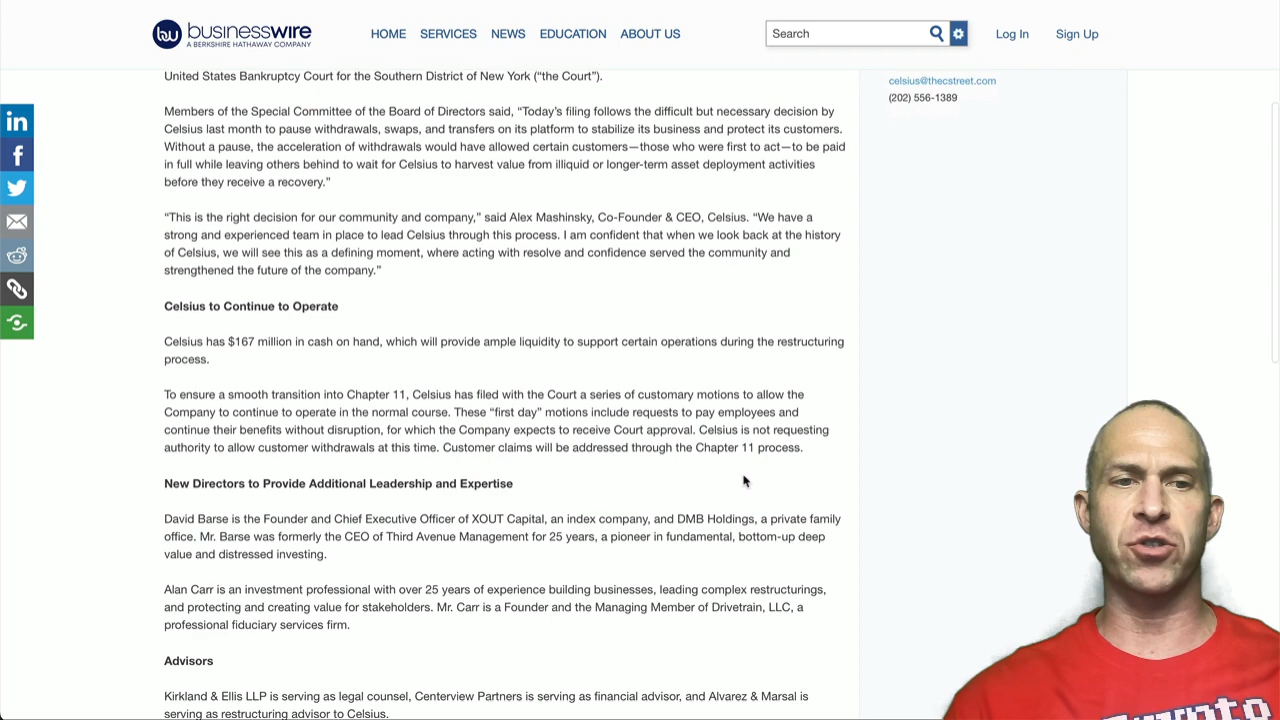 businesswire
A BERKSHIRE HATHAWAY COMPANY
HOME SERVICES NEWS EDUCATION ABOUT US
Search
Log In Sign Up
United States Bankruptcy Court for the Southern District of New York (“the Court”).
celsius@thecstreet.com
(202) 556-1389
Members of the Special Committee of the Board of Directors said, “Today’s filing follows the difficult but necessary decision by
Celsius last month to pause withdrawals, swaps, and transfers on its platform to stabilize its business and protect its customers.
Without a pause, the acceleration of withdrawals would have allowed certain customers—those who were first to act—to be paid
in full while leaving others behind to wait for Celsius to harvest value from illiquid or longer-term asset deployment activities
before they receive a recovery.”
“This is the right decision for our community and company,” said Alex Mashinsky, Co-Founder & CEO, Celsius. “We have a
strong and experienced team in place to lead Celsius through this process. I am confident that when we look back at the history
of Celsius, we will see this as a defining moment, where acting with resolve and confidence served the community and
strengthened the future of the company.”
Celsius to Continue to Operate
Celsius has $167 million in cash on hand, which will provide ample liquidity to support certain operations during the restructuring
process.
To ensure a smooth transition into Chapter 11, Celsius has filed with the Court a series of customary motions to allow the
Company to continue to operate in the normal course. These “first day” motions include requests to pay employees and
continue their benefits without disruption, for which the Company expects to receive Court approval. Celsius is not requesting
authority to allow customer withdrawals at this time. Customer claims will be addressed through the Chapter 11 process.
New Directors to Provide Additional Leadership and Expertise
David Barse is the Founder and Chief Executive Officer of XOUT Capital, an index company, and DMB Holdings, a private family
office. Mr. Barse was formerly the CEO of Third Avenue Management for 25 years, a pioneer in fundamental, bottom-up deep
value and distressed investing.
Alan Carr is an investment professional with over 25 years of experience building businesses, leading complex restructurings,
and protecting and creating value for stakeholders. Mr. Carr is a Founder and the Managing Member of Drivetrain, LLC, a
professional fiduciary services firm.
Advisors
Kirkland & Ellis LLP is serving as legal counsel, Centerview Partners is serving as financial advisor, and Alvarez & Marsal is
serving as restructuring advisor to Celsius.